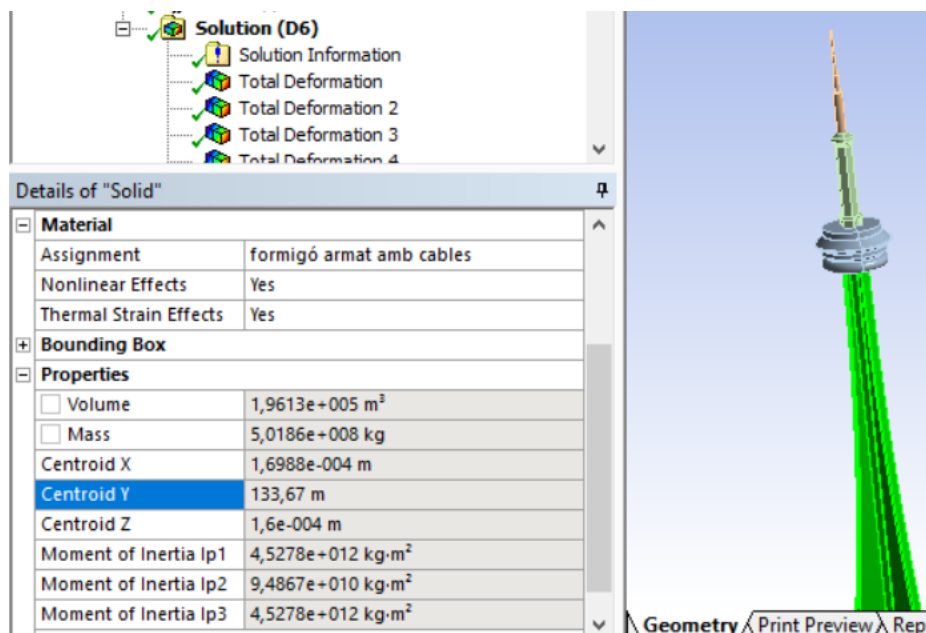 Solution (D6)
Solution Information
Total Deformation
Total Deformation 2
Total Deformation 3
Total Deformation 4
Details of "Solid"
Material
Assignment formigó armat amb cables
Nonlinear Effects Yes
Thermal Strain Effects Yes
Bounding Box
Properties
Volume 1,9613e+005 m³
Mass 5,0186e+008 kg
Centroid X 1,6988e-004 m
Centroid Y 133,67 m
Centroid Z 1,6e-004 m
Moment of Inertia Ip1 4,5278e+012 kg·m²
Moment of Inertia Ip2 9,4867e+010 kg·m²
Moment of Inertia Ip3 4,5278e+012 kg·m²
Geometry Print Preview Rep